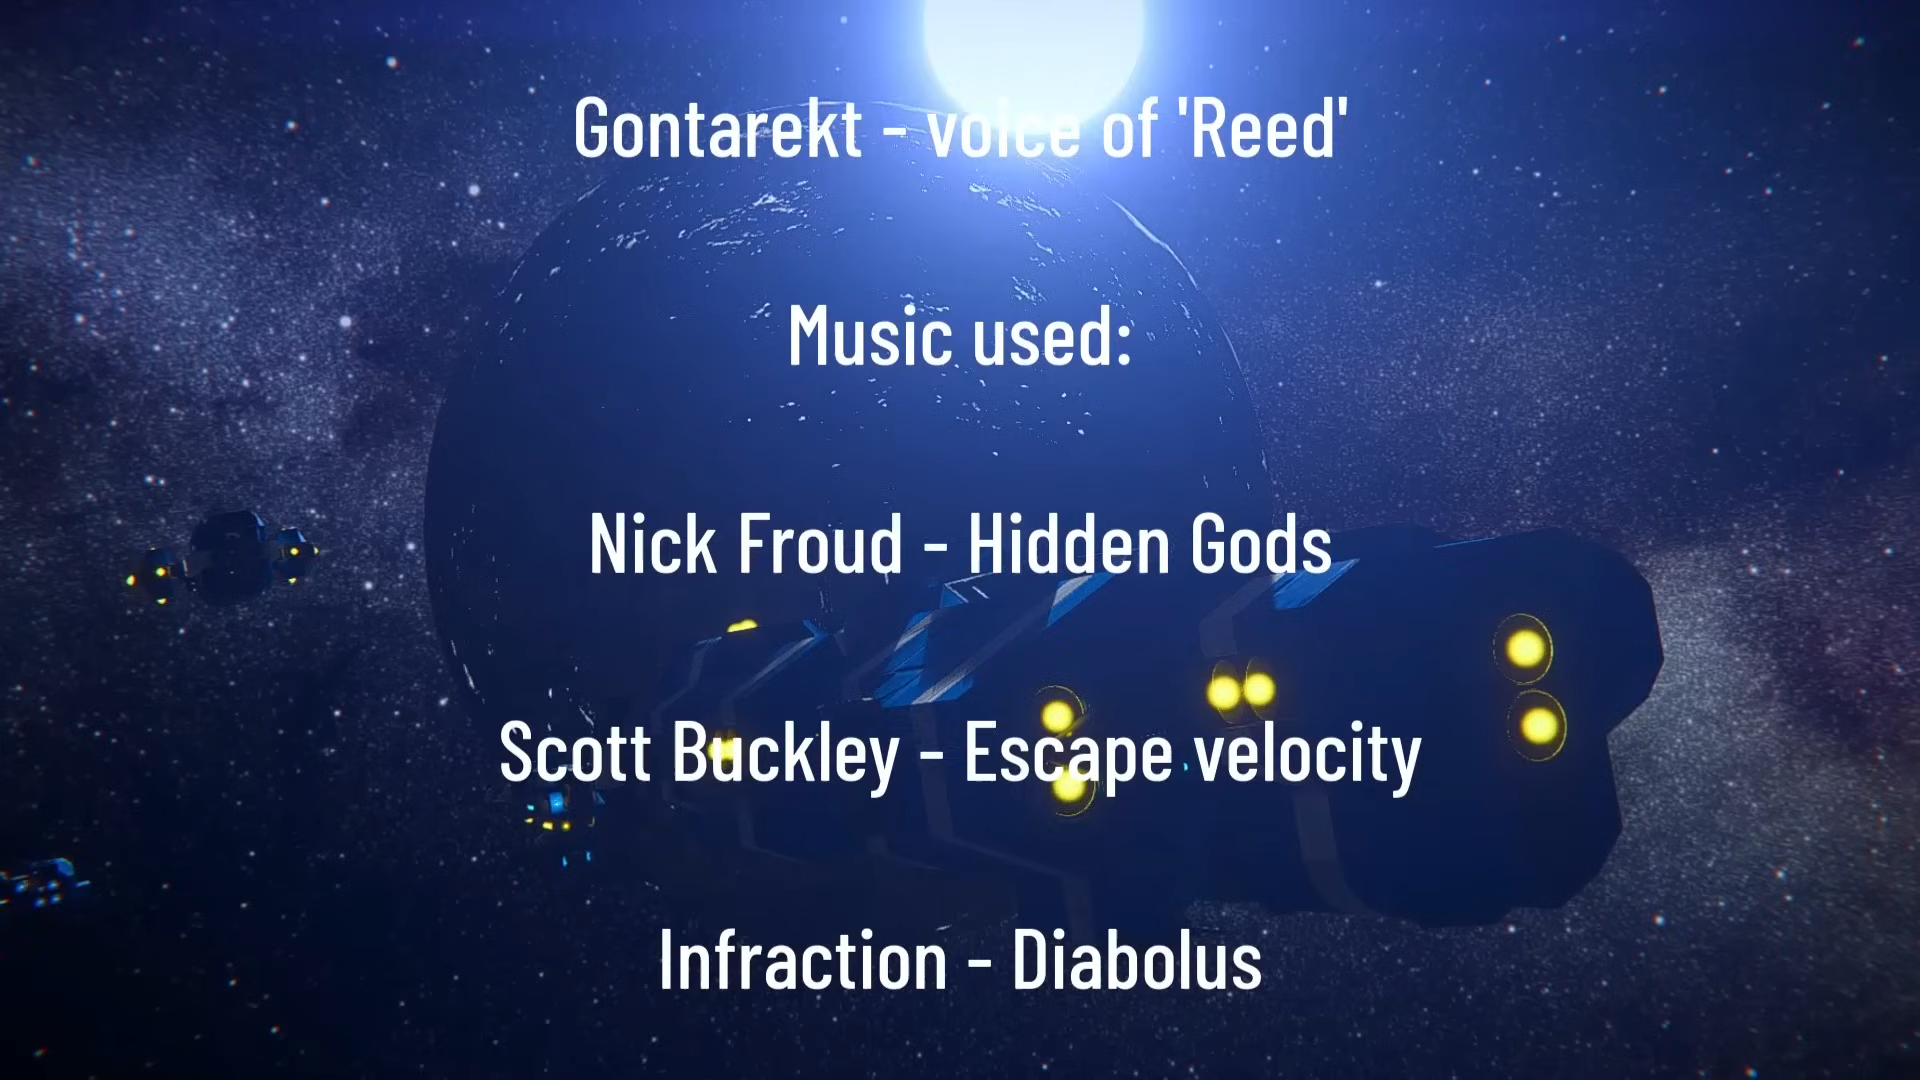 Gontarekt - voice of 'Reed'
Music used:
Nick Froud - Hidden Gods
Scott Buckley - Escape velocity
Infraction - Diabolus